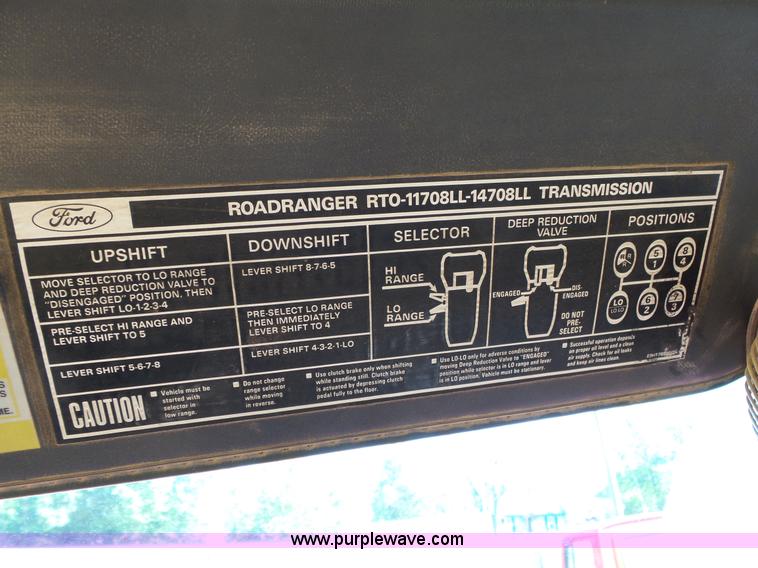 Ford
ROADRANGER RTO-11708LL-14708LL TRANSMISSION
UPSHIFT
MOVE SELECTOR TO LO RANGE
AND DEEP REDUCTION VALVE TO
"DISENGAGED" POSITION, THEN
LEVER SHIFT LO-1-2-3-4
PRE-SELECT HI RANGE AND
LEVER SHIFT TO 5
LEVER SHIFT 5-6-7-8
DOWNSHIFT
LEVER SHIFT 8-7-6-5
PRE-SELECT LO RANGE
THEN IMMEDIATELY
LEVER SHIFT TO 4
LEVER SHIFT 4-3-2-1-LO
SELECTOR
HI
RANGE
LO
RANGE
DEEP REDUCTION
VALVE
ENGAGED
DIS-
ENGAGED
DO NOT
PRE-
SELECT
POSITIONS
R R
R
5
1
8
4
LO
LO LO
6
2
7
3
CAUTION
■ Vehicle must be
started with
selector in
low range.
■ Do not change
range selector
while moving
in reverse.
■ Use clutch brake only when shifting
while standing still. Clutch brake
is actuated by depressing clutch
pedal fully to the floor.
■ Use LO-LO only for adverse conditions by
moving Deep Reduction Valve to "ENGAGED"
position while selector is in LO range and lever
is in LO position. Vehicle must be stationary.
■ Successful operation depends
on proper oil level and a clean
air supply. Check for oil leaks
and keep air lines clean.
S
S
ME.
www.purplewave.com